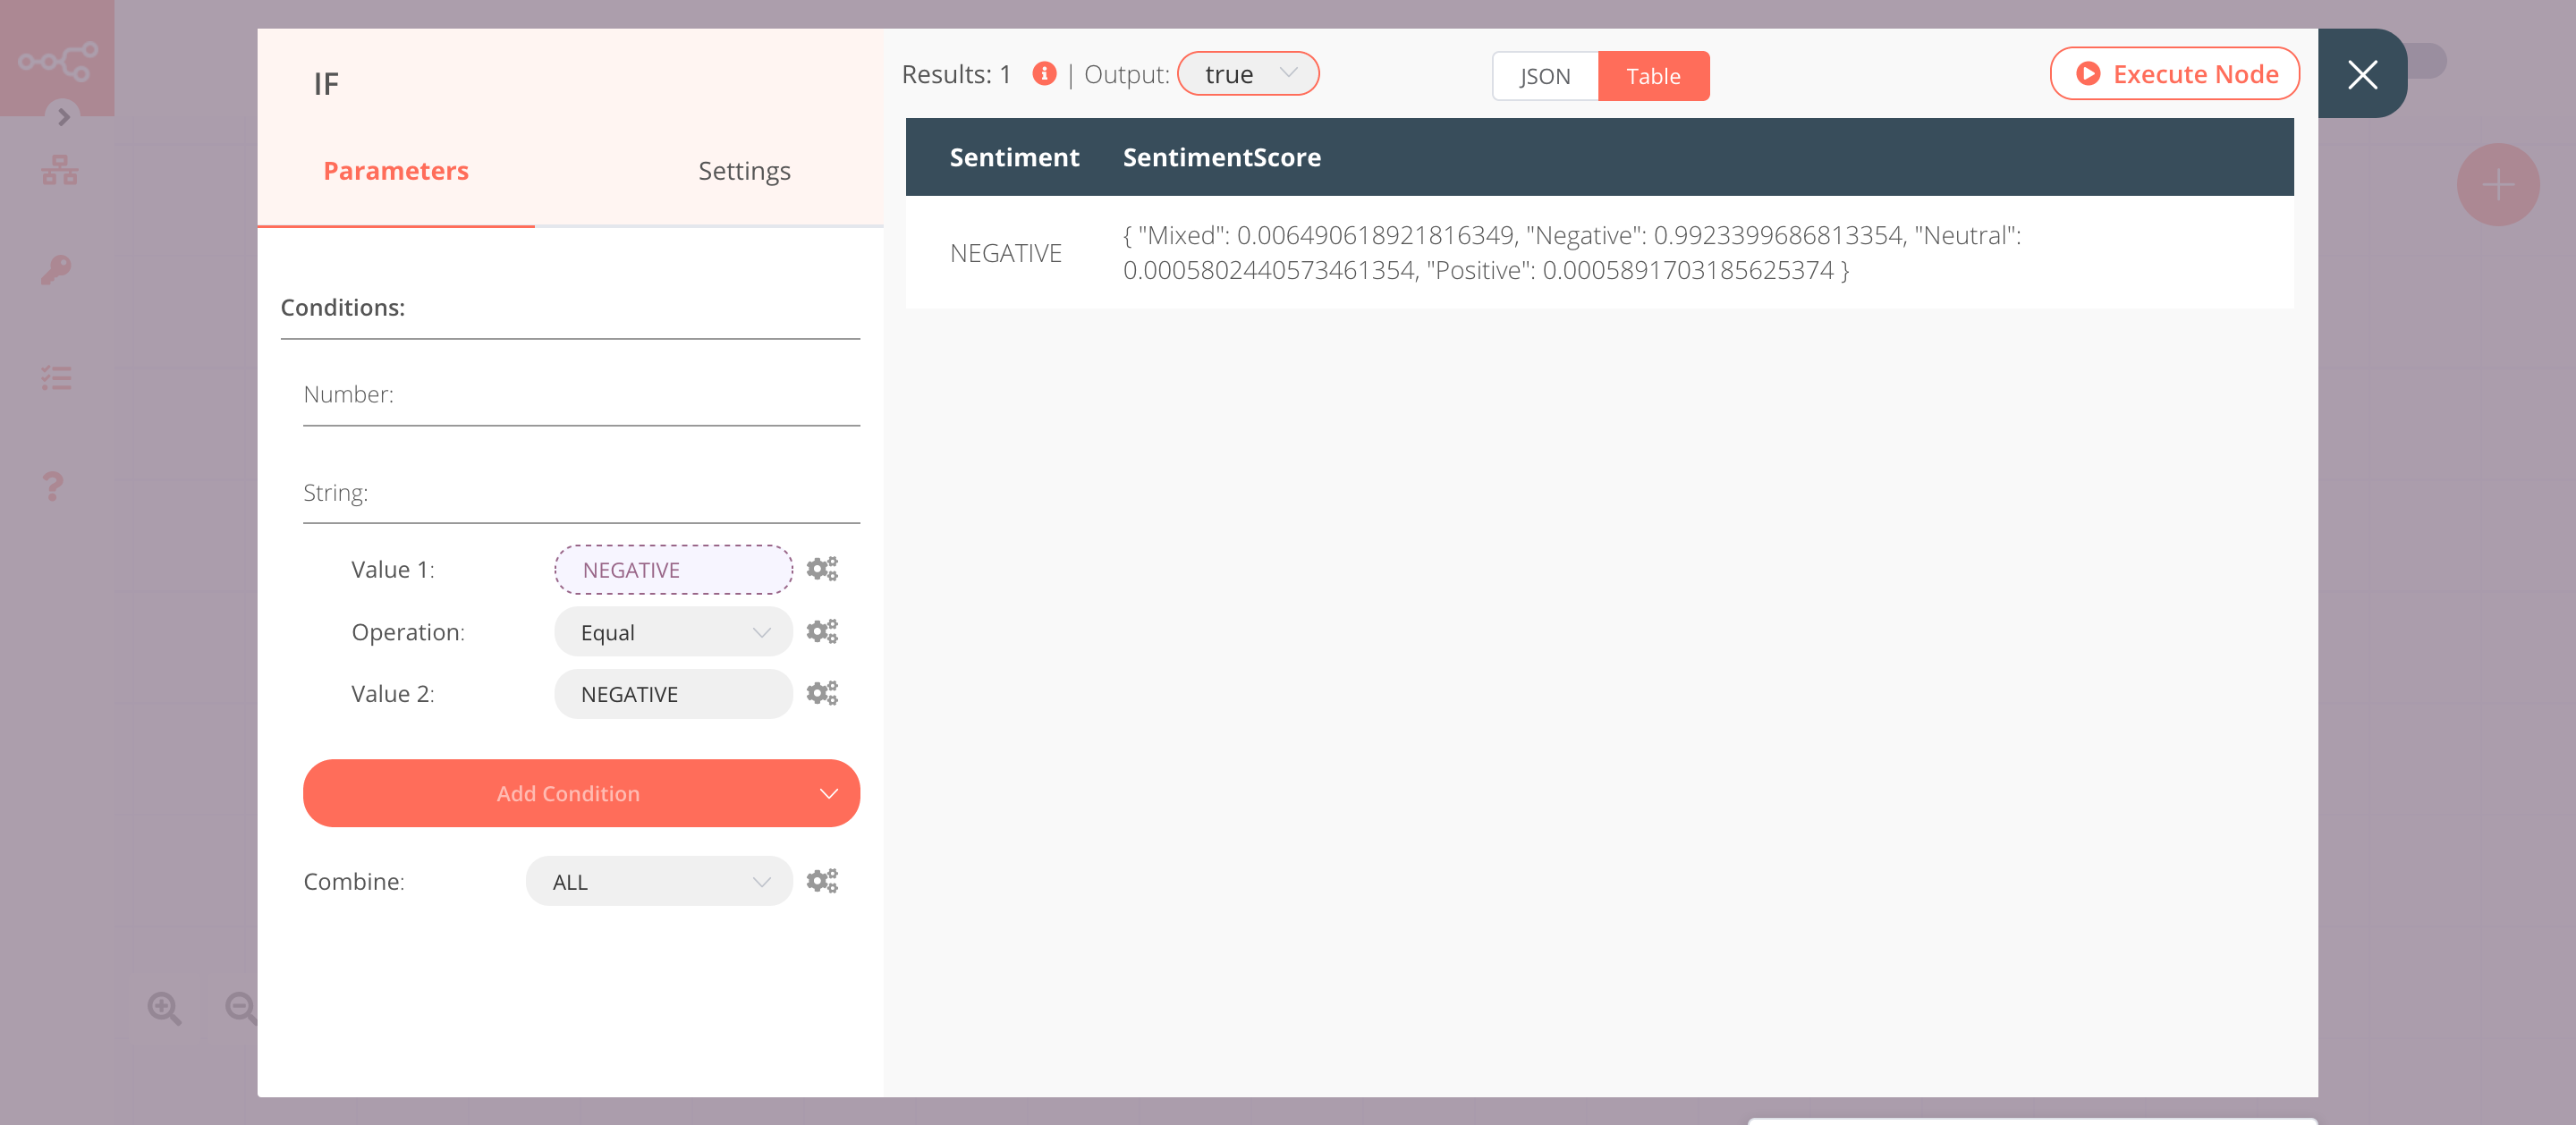 IF
Parameters
Settings
Conditions:
Number:
String:
Value 1:
NEGATIVE
Operation:
Equal
Value 2:
NEGATIVE
Add Condition
Combine:
ALL
Results: 1 | Output: true
JSON
Table
Execute Node
Sentiment SentimentScore
NEGATIVE
{ "Mixed": 0.006490618921816349, "Negative": 0.9923399686813354, "Neutral":
0.0005802440573461354, "Positive": 0.0005891703185625374 }